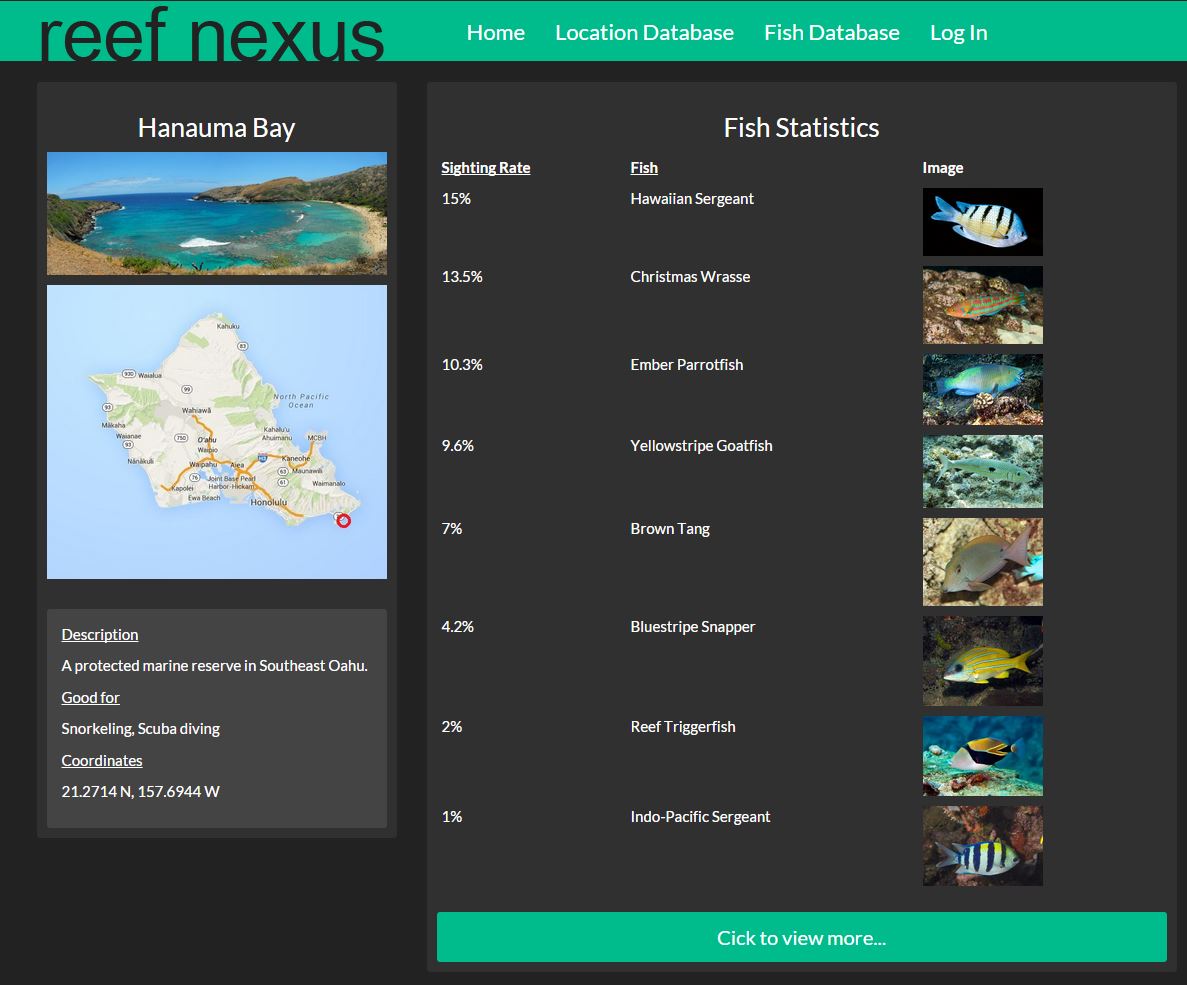 reef nexus
Home
Location Database
Fish Database
Log In
Hanauma Bay
Kahuku
83
930
Waialua
99
North Pacific
Ocean
93
Wahiawā
Mākaha
Waianae
93
750
O'ahu
Waipio
Kahalu'u
Ahuimanu
MCBH
Kaneohe
Nānākuli
Waipahu
Aiea
63
Maunawili
76
Joint Base Pearl
Harbor-Hickam
61
Waimanalo
Kapolei
Ewa Beach
Honolulu
Description
A protected marine reserve in Southeast Oahu.
Good for
Snorkeling, Scuba diving
Coordinates
21.2714 N, 157.6944 W
Fish Statistics
Sighting Rate Fish Image
15% Hawaiian Sergeant
13.5% Christmas Wrasse
10.3% Ember Parrotfish
9.6% Yellowstripe Goatfish
7% Brown Tang
4.2% Bluestripe Snapper
2% Reef Triggerfish
1% Indo-Pacific Sergeant
Cick to view more...